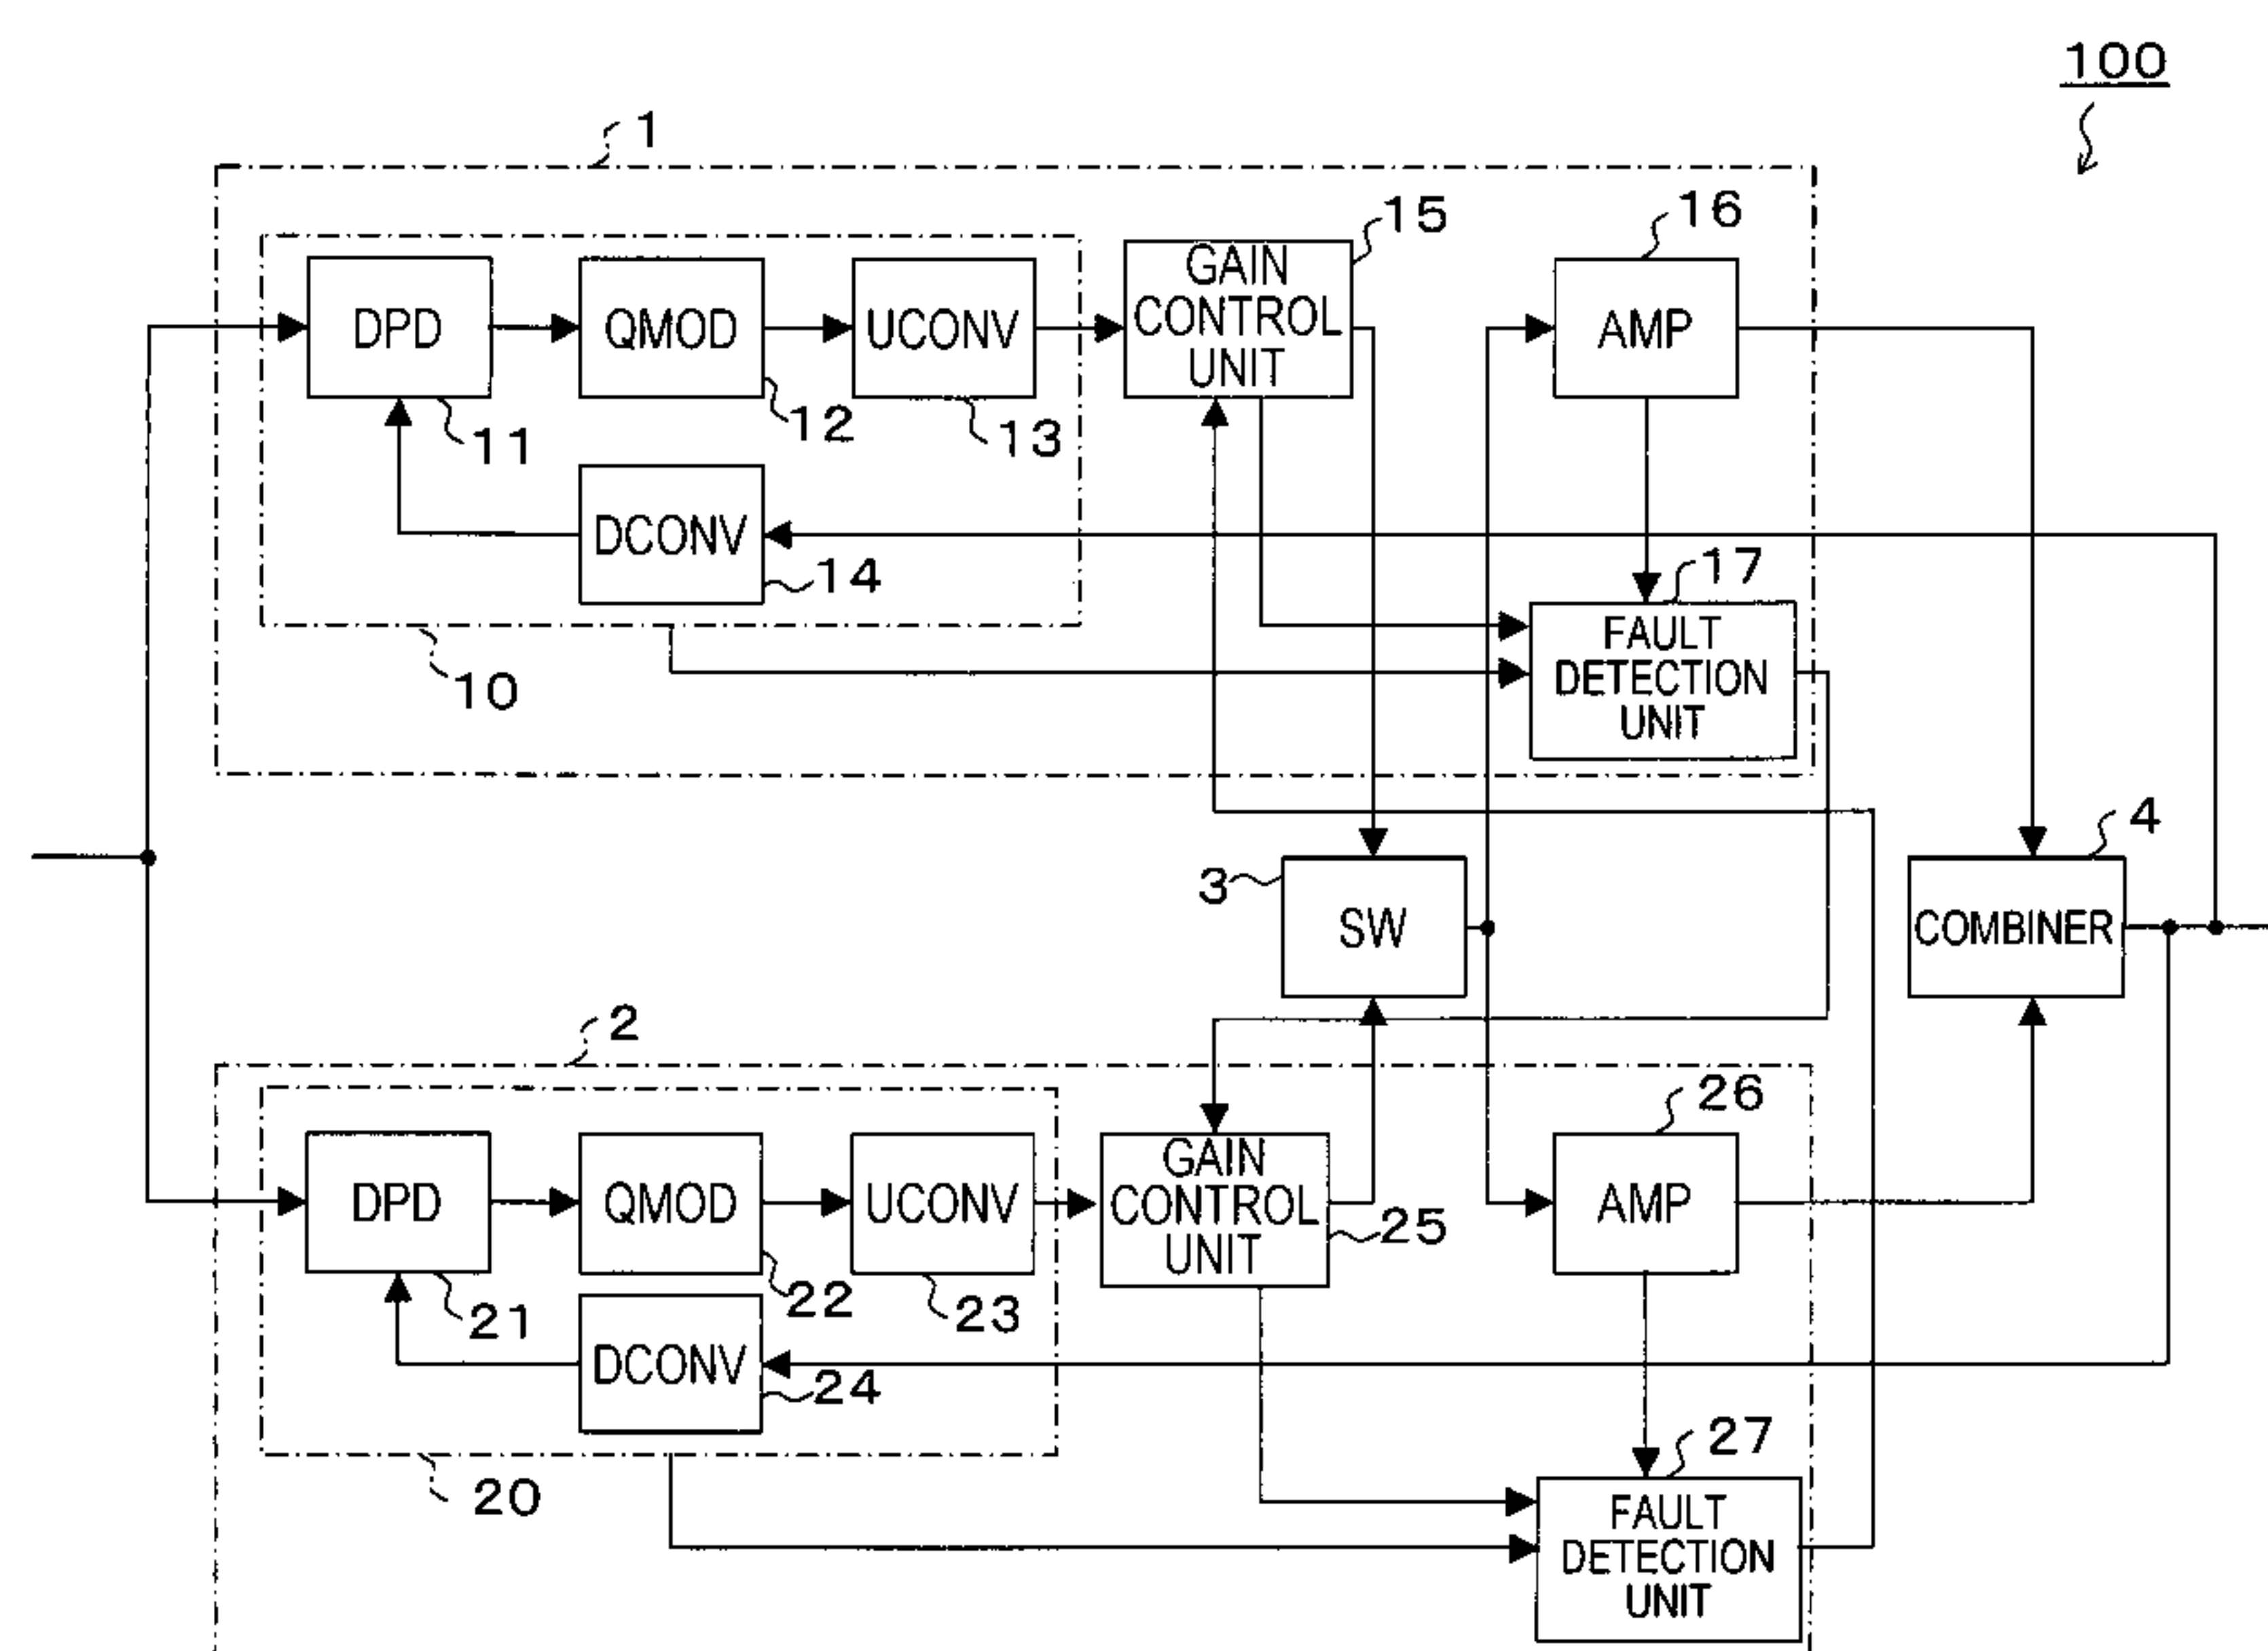 100
1
15
16
GAIN
CONTROL
UNIT
DPD
QMOD
UCONV
AMP
11
12
13
DCONV
14
17
FAULT
DETECTION
UNIT
10
4
3
SW
COMBINER
2
26
GAIN
CONTROL
UNIT
DPD
QMOD
UCONV
AMP
25
21
22
23
DCONV
24
27
20
FAULT
DETECTION
UNIT